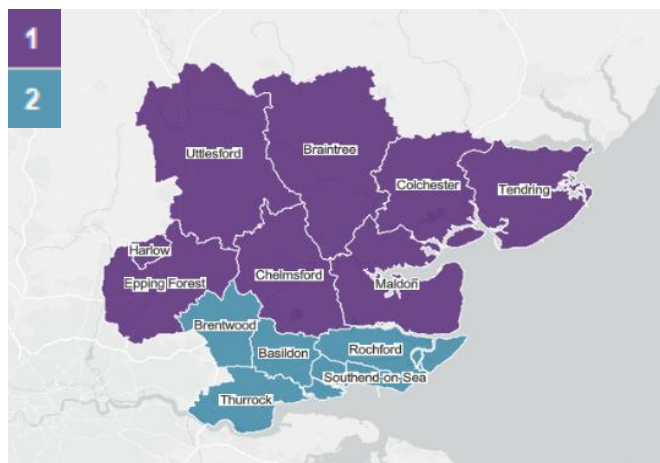 1
2
Uttlesford
Braintree
Colchester
Tendring
Harlow
Epping Forest
Chelmsford
Maldon
Brentwood
Basildon
Rochford
Southend-on-Sea
Thurrock